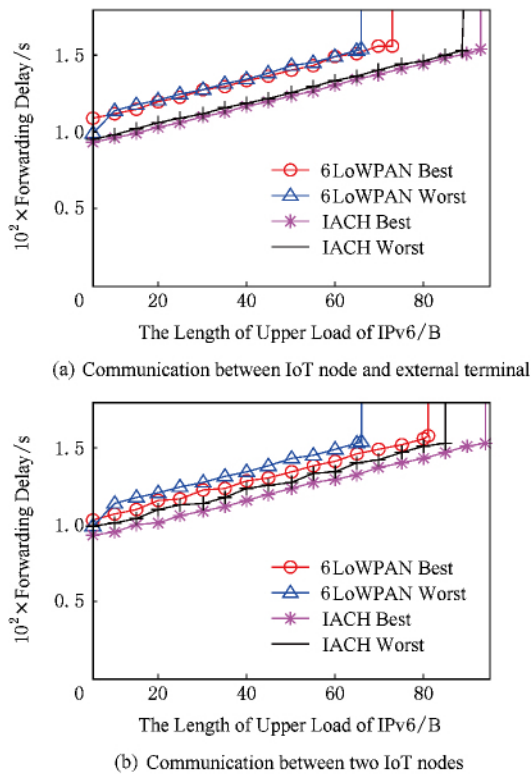 1.5
1.0
0.5
0
20
40
60
80
10²×Forwarding Delay/s
6LoWPAN Best
6LoWPAN Worst
IACH Best
IACH Worst
The Length of Upper Load of IPv6/B
(a) Communication between IoT node and external terminal
1.5
1.0
0.5
0
20
40
60
80
10²×Forwarding Delay/s
6LoWPAN Best
6LoWPAN Worst
IACH Best
IACH Worst
The Length of Upper Load of IPv6/B
(b) Communication between two IoT nodes